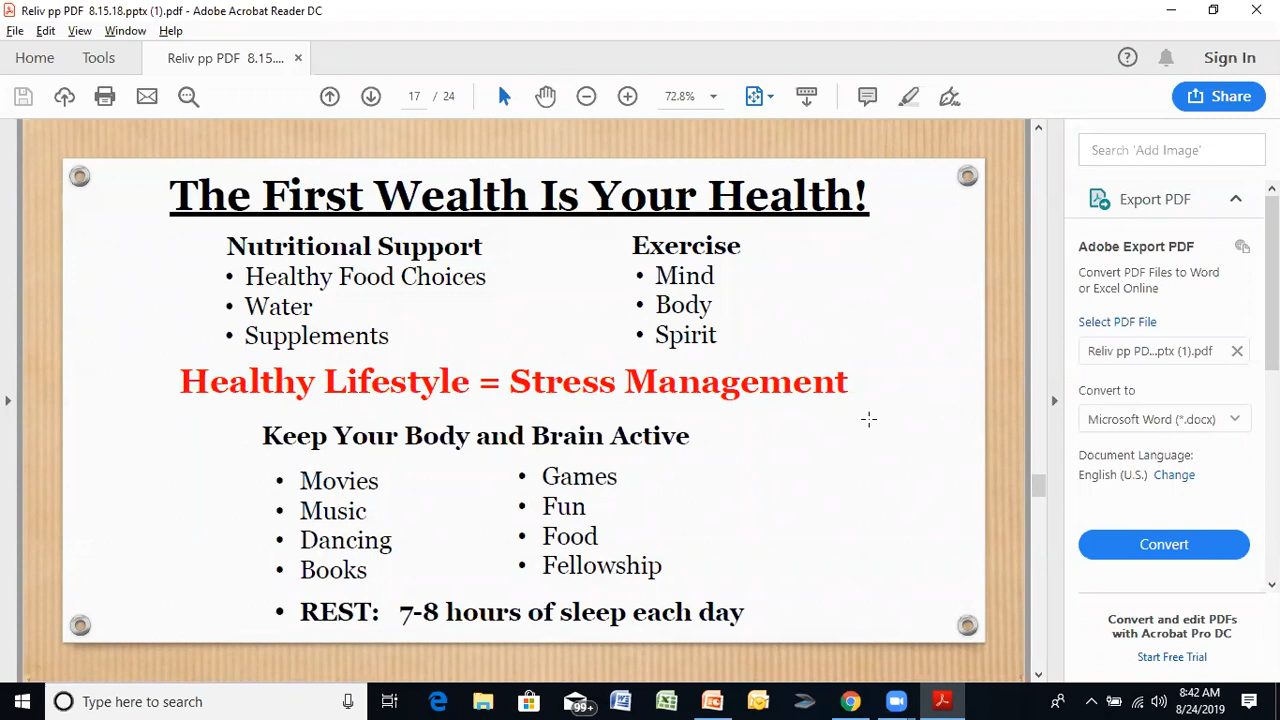 Reliv pp PDF 8.15.18.pptx (1).pdf - Adobe Acrobat Reader DC
File Edit View Window Help
Home Tools Reliv pp PDF 8.15.... × Sign In
17 / 24 72.8% Share
The First Wealth Is Your Health!
Nutritional Support
• Healthy Food Choices
• Water
• Supplements
Exercise
• Mind
• Body
• Spirit
Healthy Lifestyle = Stress Management
Keep Your Body and Brain Active
• Movies
• Music
• Dancing
• Books
• Games
• Fun
• Food
• Fellowship
• REST: 7-8 hours of sleep each day
Search 'Add Image'
Export PDF
Adobe Export PDF
Convert PDF Files to Word
or Excel Online
Select PDF File
Reliv pp PD...ptx (1).pdf
Convert to
Microsoft Word (*.docx)
Document Language:
English (U.S.) Change
Convert
Convert and edit PDFs
with Acrobat Pro DC
Start Free Trial
Type here to search
99+
8:42 AM
8/24/2019